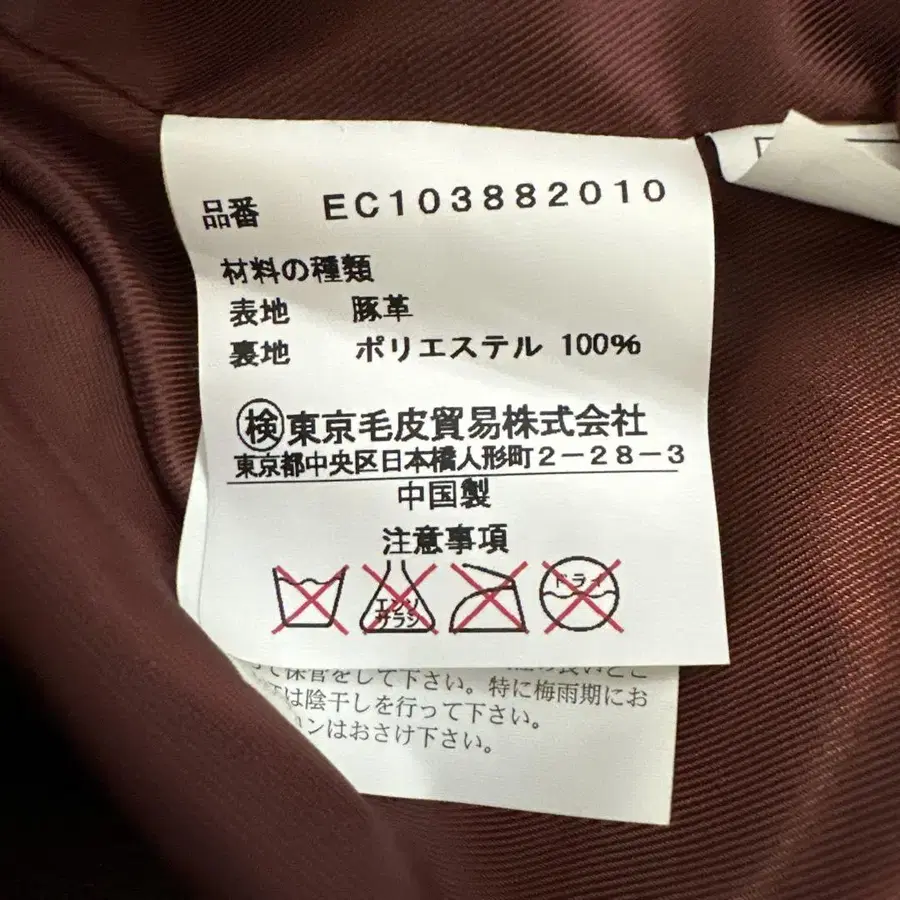 品番 EC103882010
材料の種類
表地 豚革
裏地 ポリエステル 100%
検 東京毛皮貿易株式会社
東京都中央区日本橋人形町2-28-3
中国製
注意事項
エンソ サラシ ドライ
て保管をして下さい。特に梅雨期にお
は陰干しを行って下さい。
ンはおさけ下さい。